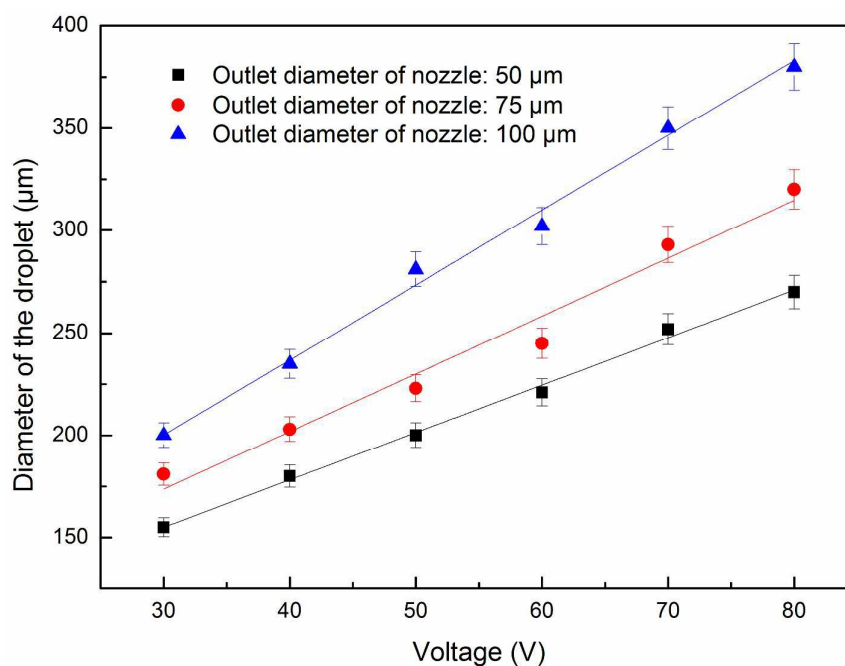 400
350
300
250
200
150
Diameter of the droplet (μm)
Outlet diameter of nozzle: 50 μm
Outlet diameter of nozzle: 75 μm
Outlet diameter of nozzle: 100 μm
30 40 50 60 70 80
Voltage (V)